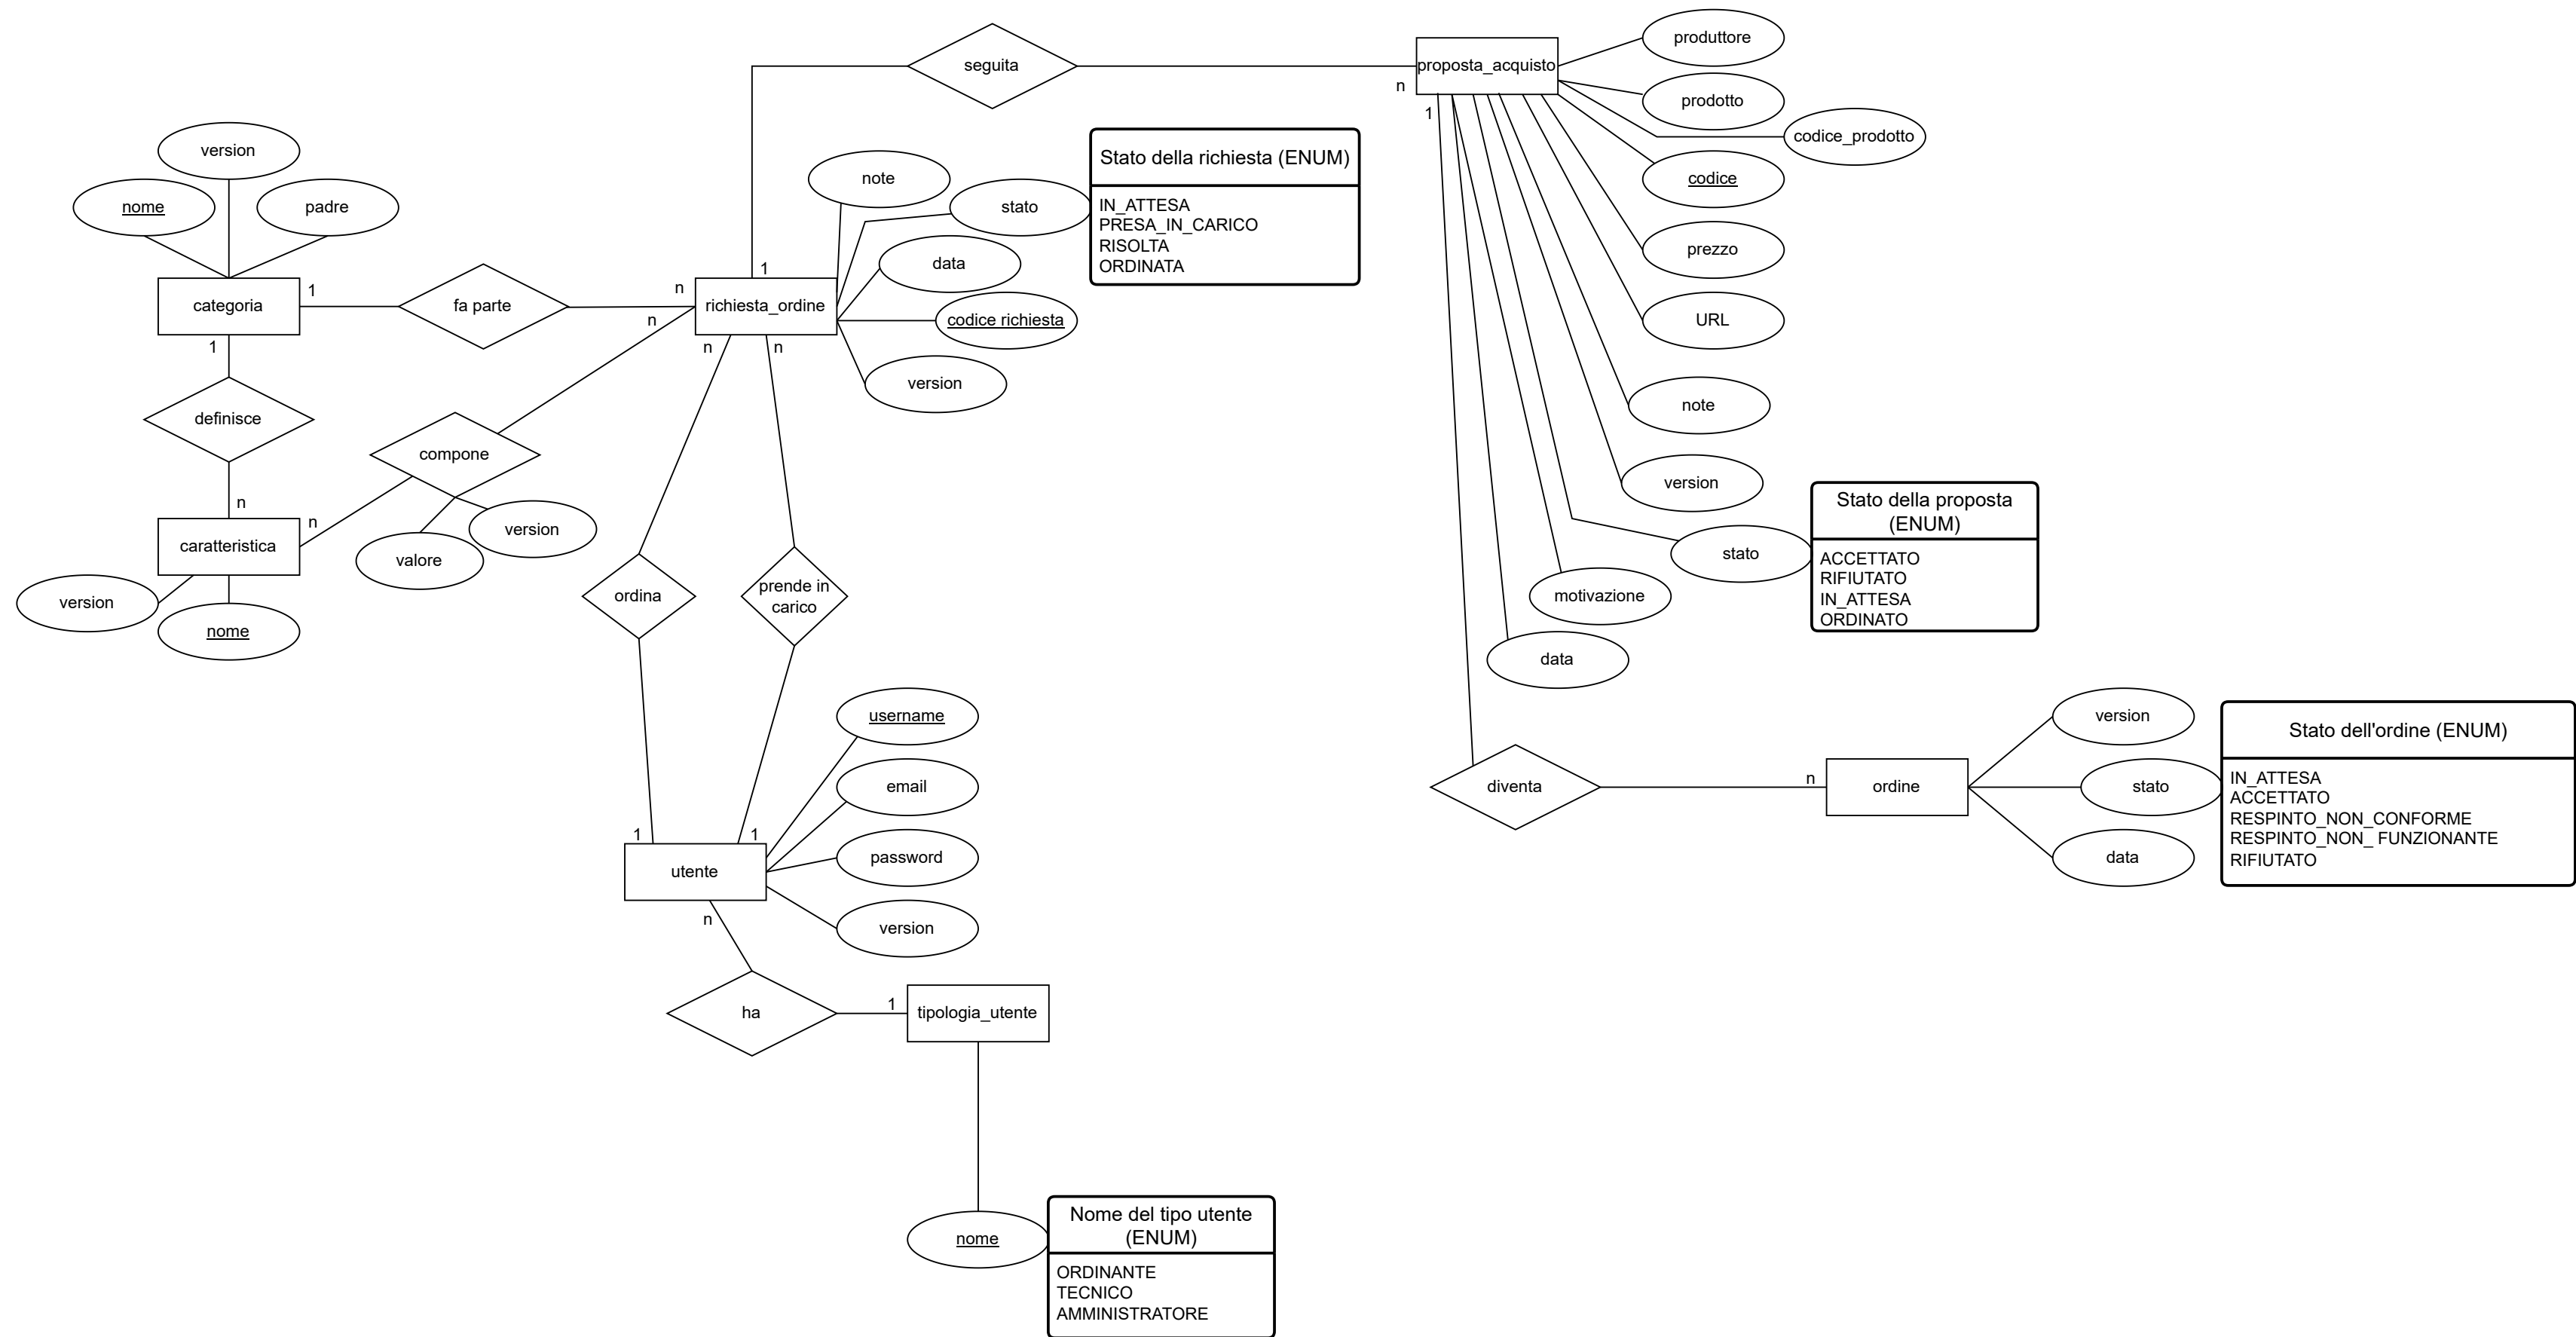 produttore
seguita
proposta_acquisto
n
1
prodotto
codice_prodotto
codice
prezzo
URL
note
version
stato
Stato della proposta
(ENUM)
ACCETTATO
RIFIUTATO
IN_ATTESA
ORDINATO
motivazione
data
version
nome
padre
note
stato
Stato della richiesta (ENUM)
IN_ATTESA
PRESA_IN_CARICO
RISOLTA
ORDINATA
data
codice richiesta
version
categoria
1
fa parte
n
1
richiesta_ordine
n
n
n
1
definisce
n
compone
version
valore
n
caratteristica
version
nome
ordina
prende in
carico
username
email
password
version
1
1
utente
n
ha
1
tipologia_utente
nome
Nome del tipo utente
(ENUM)
ORDINANTE
TECNICO
AMMINISTRATORE
diventa
n
ordine
version
stato
data
Stato dell'ordine (ENUM)
IN_ATTESA
ACCETTATO
RESPINTO_NON_CONFORME
RESPINTO_NON_ FUNZIONANTE
RIFIUTATO